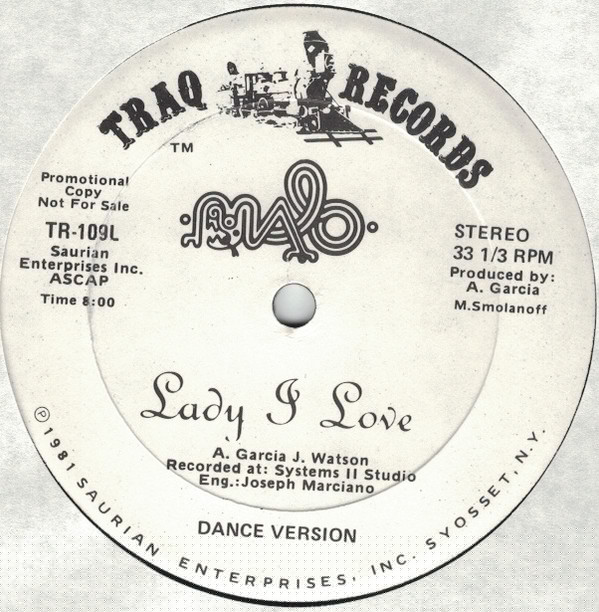 TRAQ RECORDS
TM
Promotional
Copy
Not For Sale
TR-109L
Saurian
Enterprises Inc.
ASCAP
Time 8:00
MALO
STEREO
33 1/3 RPM
Produced by:
A. Garcia
M.Smolanoff
Lady I Love
A. Garcia J. Watson
Recorded at: Systems II Studio
Eng.:Joseph Marciano
DANCE VERSION
Ⓟ 1981 SAURIAN ENTERPRISES, INC. SYOSSET, N.Y.